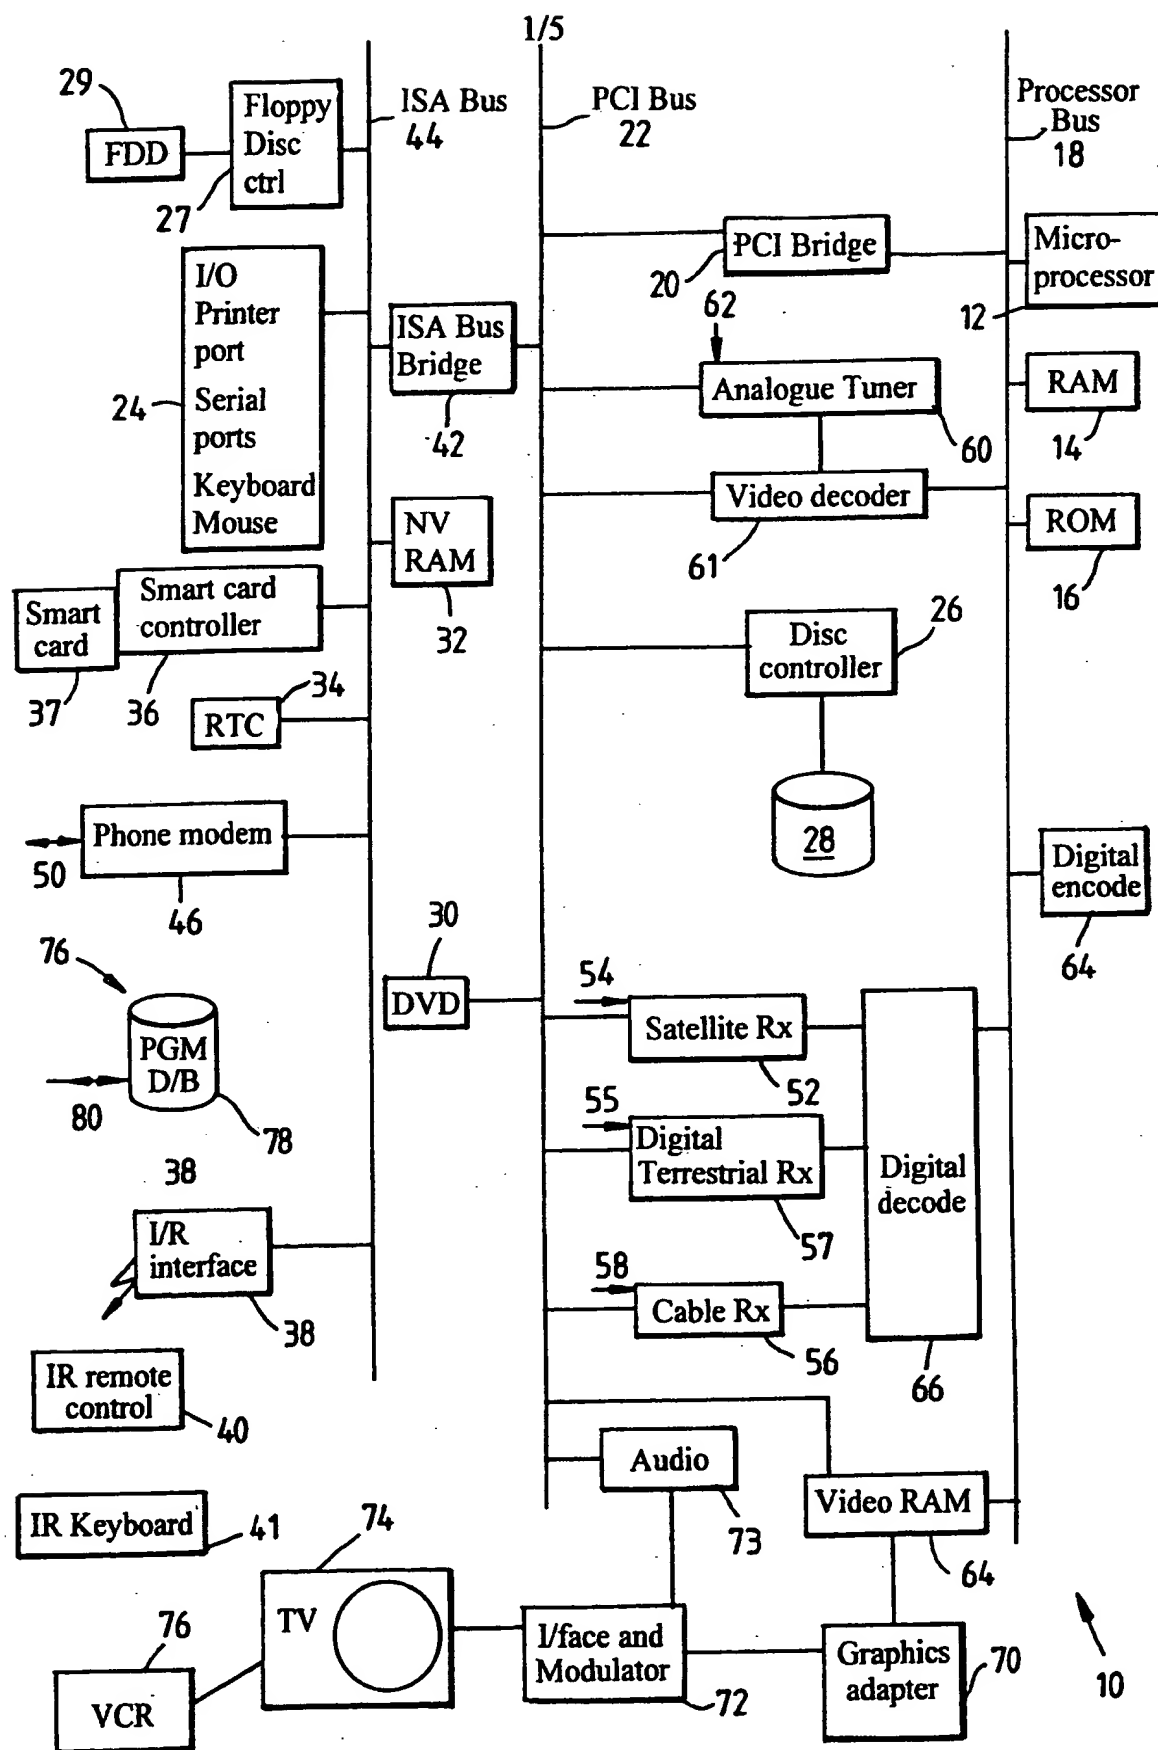 1/5
29
FDD
Floppy
Disc
ctrl
27
ISA Bus
44
PCI Bus
22
Processor
Bus
18
I/O
Printer
port
Serial
ports
Keyboard
Mouse
24
ISA Bus
Bridge
42
PCI Bridge
20
Micro-
processor
12
62
Analogue Tuner
60
RAM
14
Video decoder
61
ROM
16
NV
RAM
32
Smart
card
37
Smart card
controller
36
34
RTC
Disc
controller
26
28
Phone modem
50
46
Digital
encode
64
76
PGM
D/B
80
78
30
DVD
54
Satellite Rx
52
55
Digital
Terrestrial Rx
57
58
Cable Rx
56
Digital
decode
66
38
I/R
interface
38
IR remote
control
40
IR Keyboard
41
Audio
73
Video RAM
64
74
TV
76
VCR
I/face and
Modulator
72
Graphics
adapter
70
10